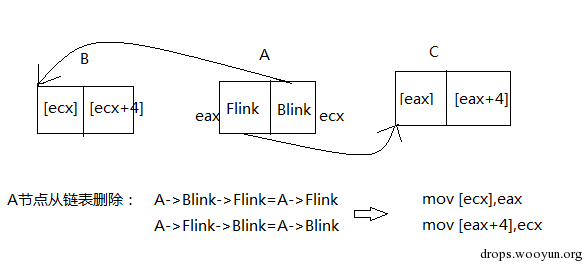 B
A
C
[ecx]
[ecx+4]
eax
Flink
Blink
ecx
[eax]
[eax+4]
A节点从链表删除：
A->Blink->Flink=A->Flink
mov [ecx],eax
A->Flink->Blink=A->Blink
mov [eax+4],ecx
drops.wooyun.org